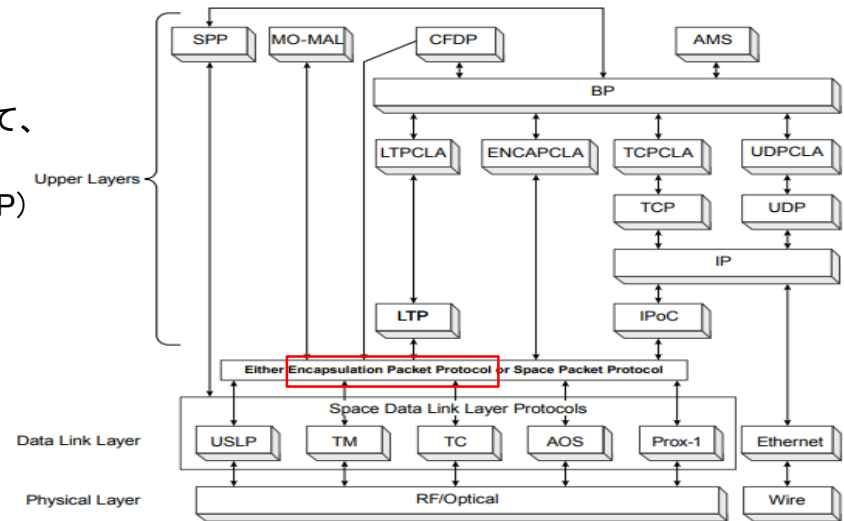 SPP MO-MAL CFDP AMS
BP
て、
LTPCLA ENCAPCLA TCPCLA UDPCLA
Upper Layers
P）
TCP UDP
IP
LTP IPoC
Either Encapsulation Packet Protocol or Space Packet Protocol
Space Data Link Layer Protocols
Data Link Layer USLP TM TC AOS Prox-1 Ethernet
Physical Layer RF/Optical Wire